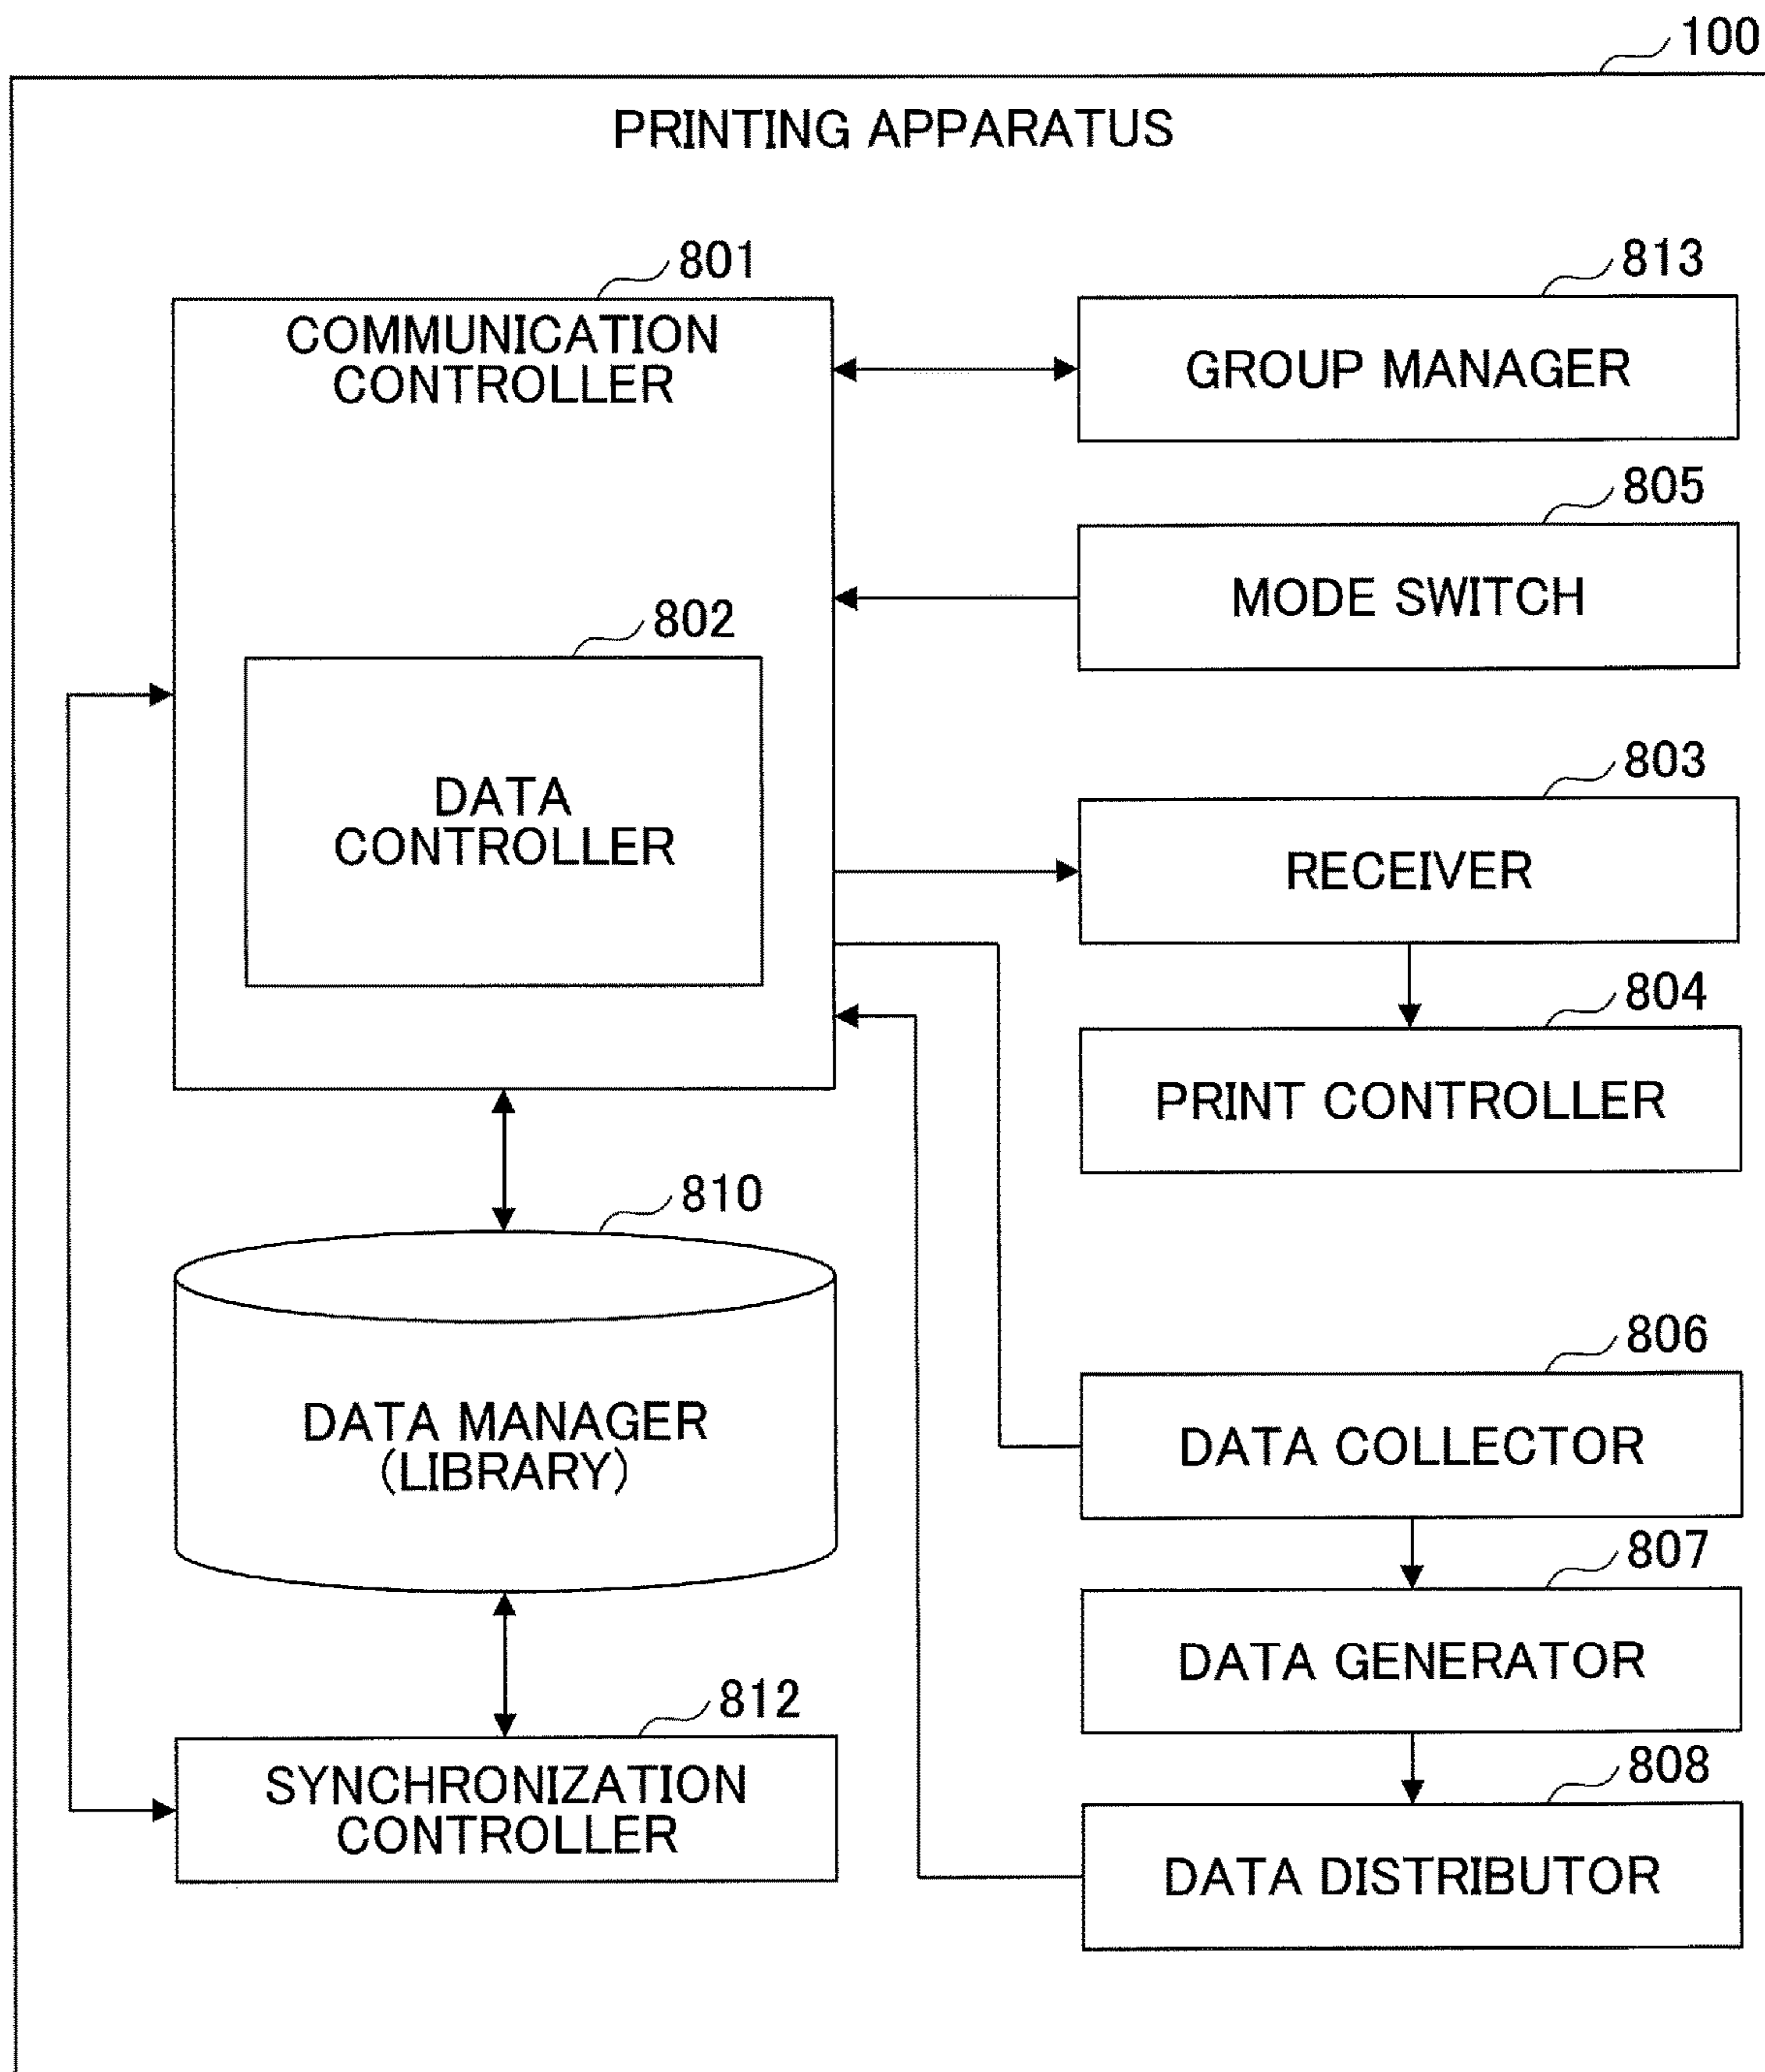 100
PRINTING APPARATUS
801
COMMUNICATION
CONTROLLER
802
DATA
CONTROLLER
813
GROUP MANAGER
805
MODE SWITCH
803
RECEIVER
804
PRINT CONTROLLER
810
DATA MANAGER
(LIBRARY)
812
SYNCHRONIZATION
CONTROLLER
806
DATA COLLECTOR
807
DATA GENERATOR
808
DATA DISTRIBUTOR